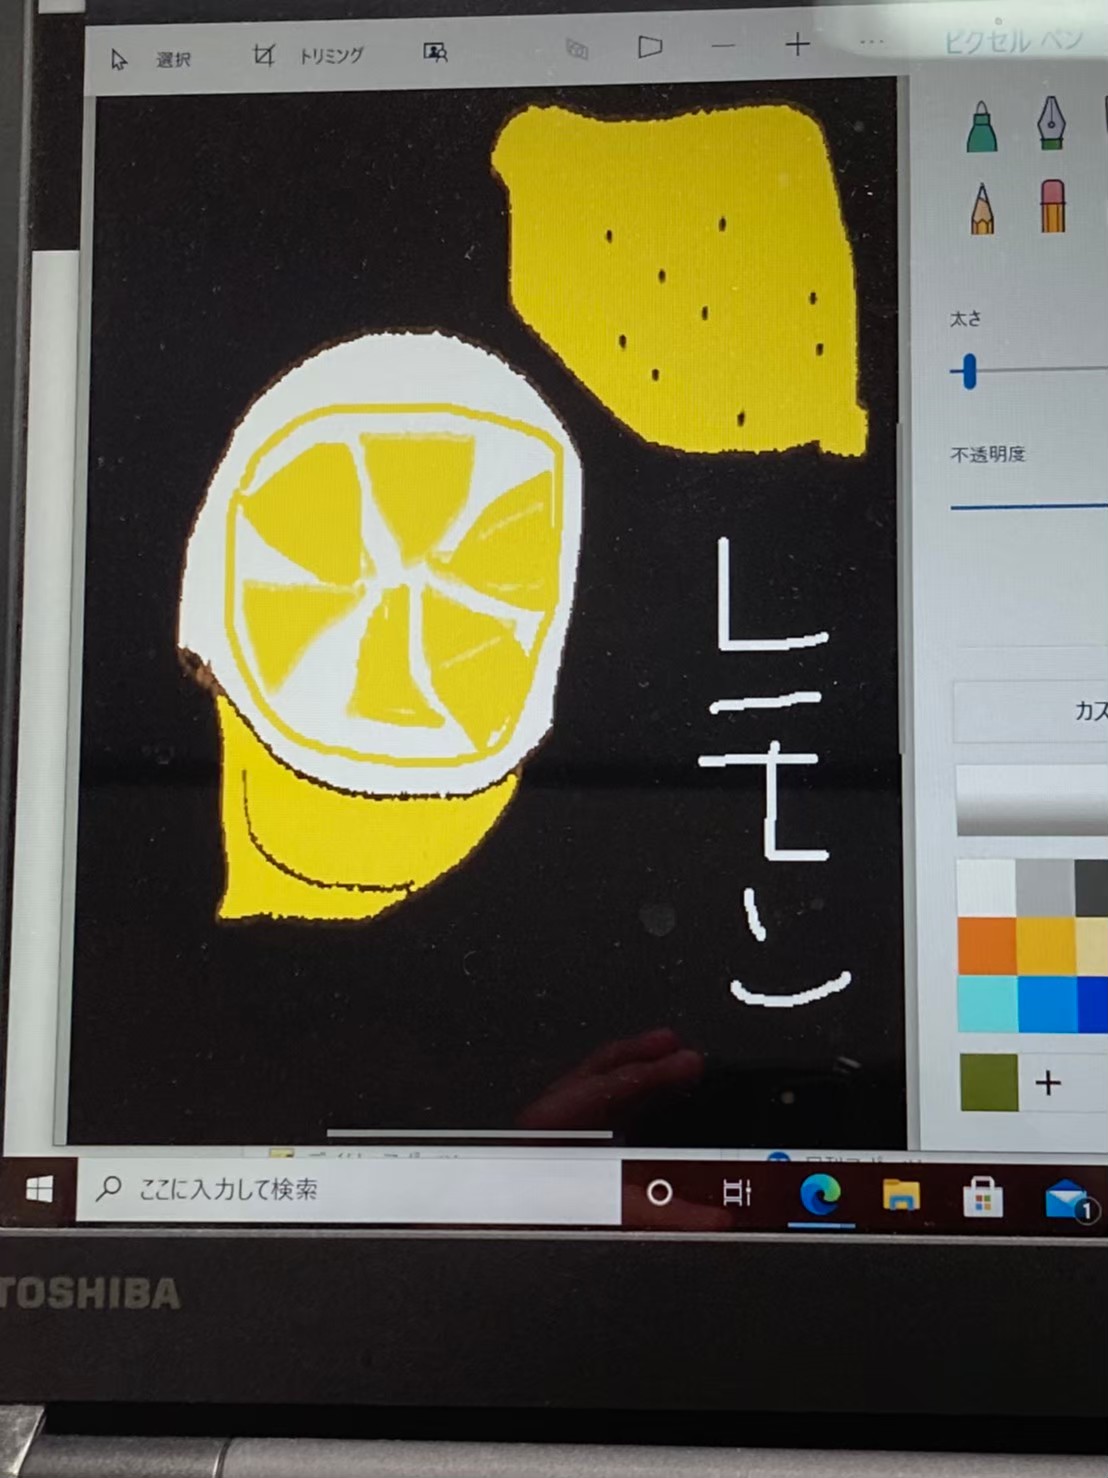 選択 トリミング
ピクセル ペン
太さ
不透明度
カス
レモン
ここに入力して検索
1
TOSHIBA